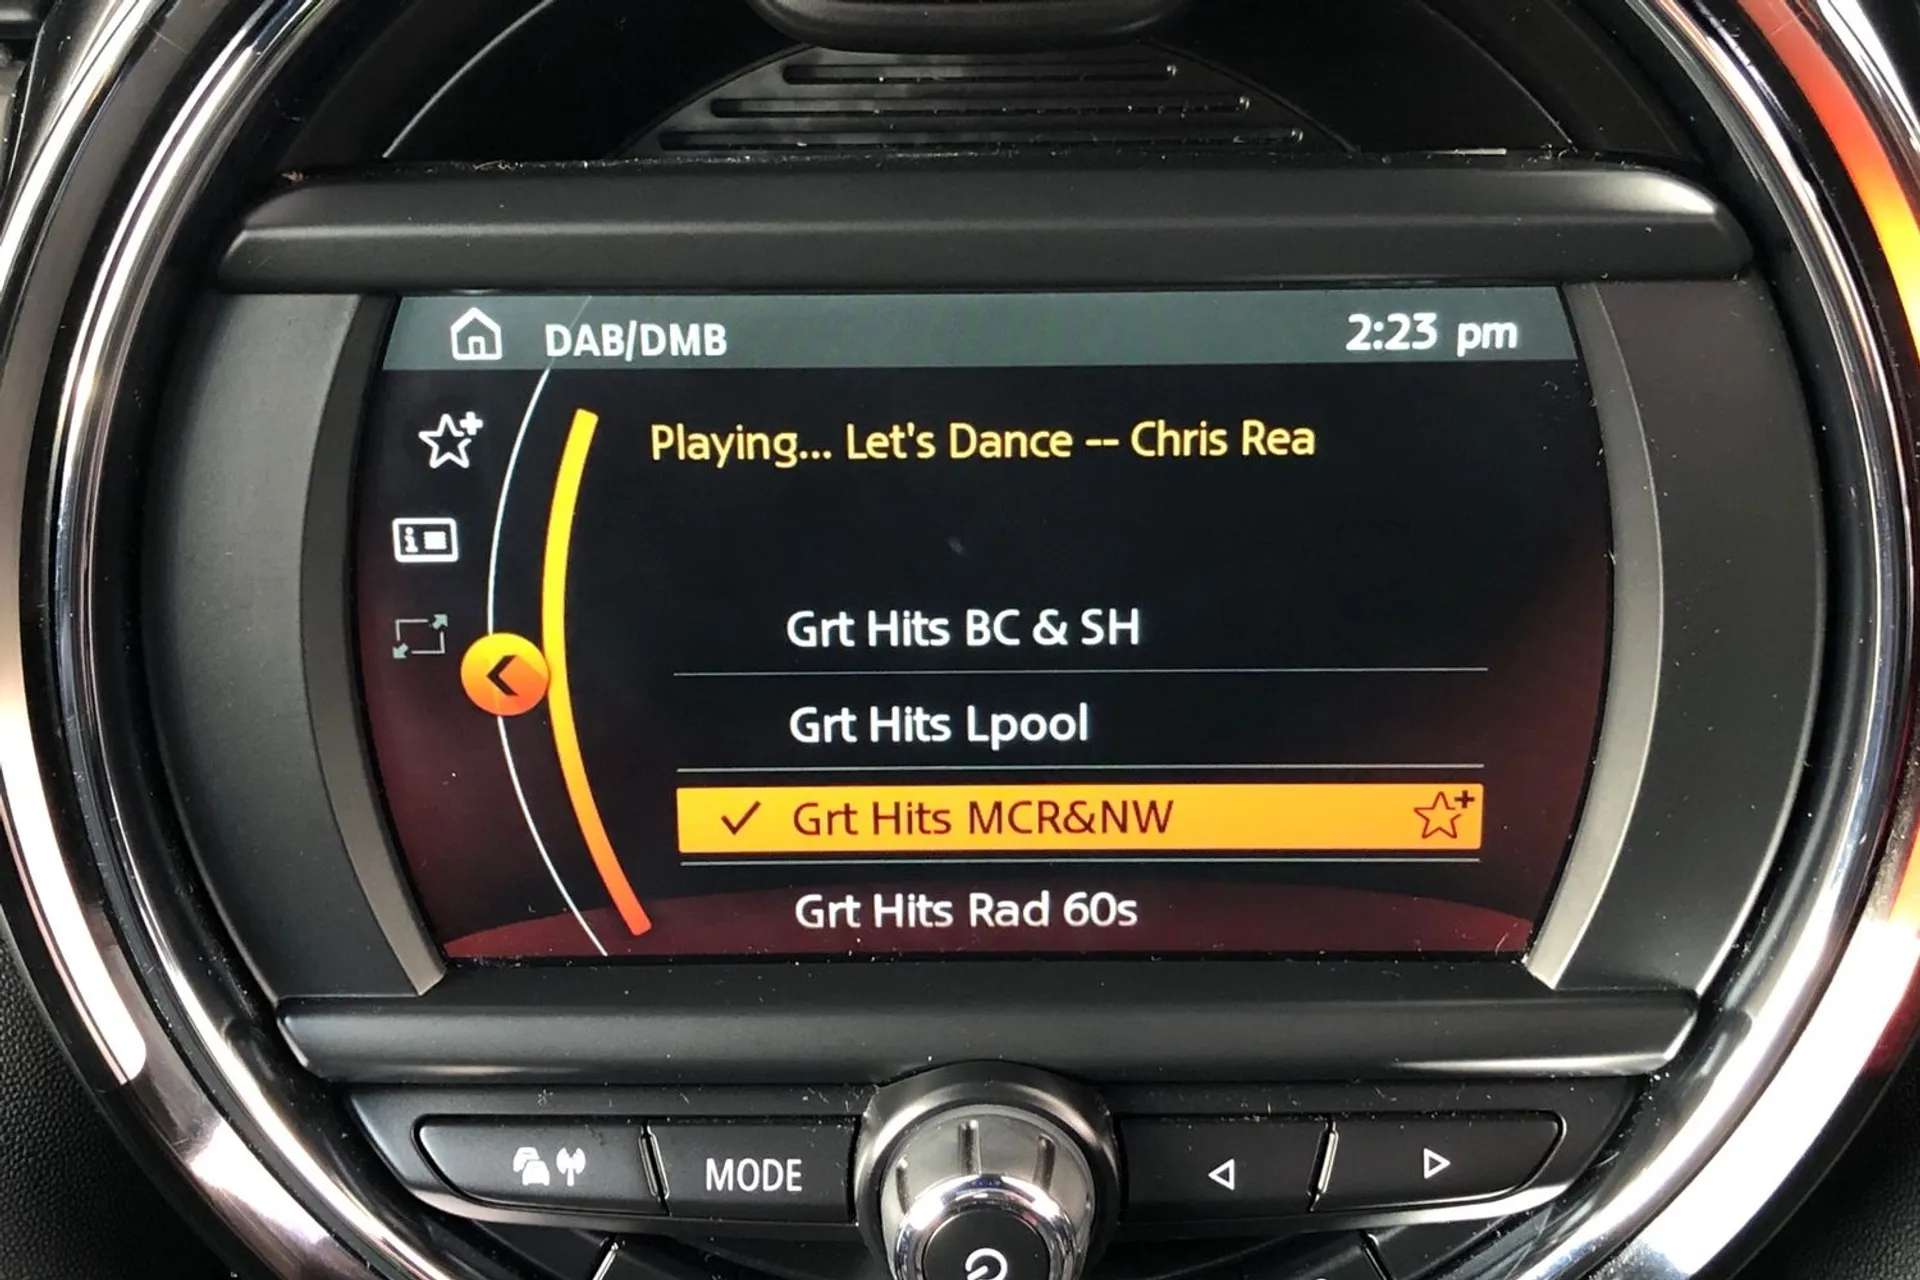 DAB/DMB
2:23 pm
Playing... Let's Dance -- Chris Rea
Grt Hits BC & SH
Grt Hits Lpool
Grt Hits MCR&NW
Grt Hits Rad 60s
MODE